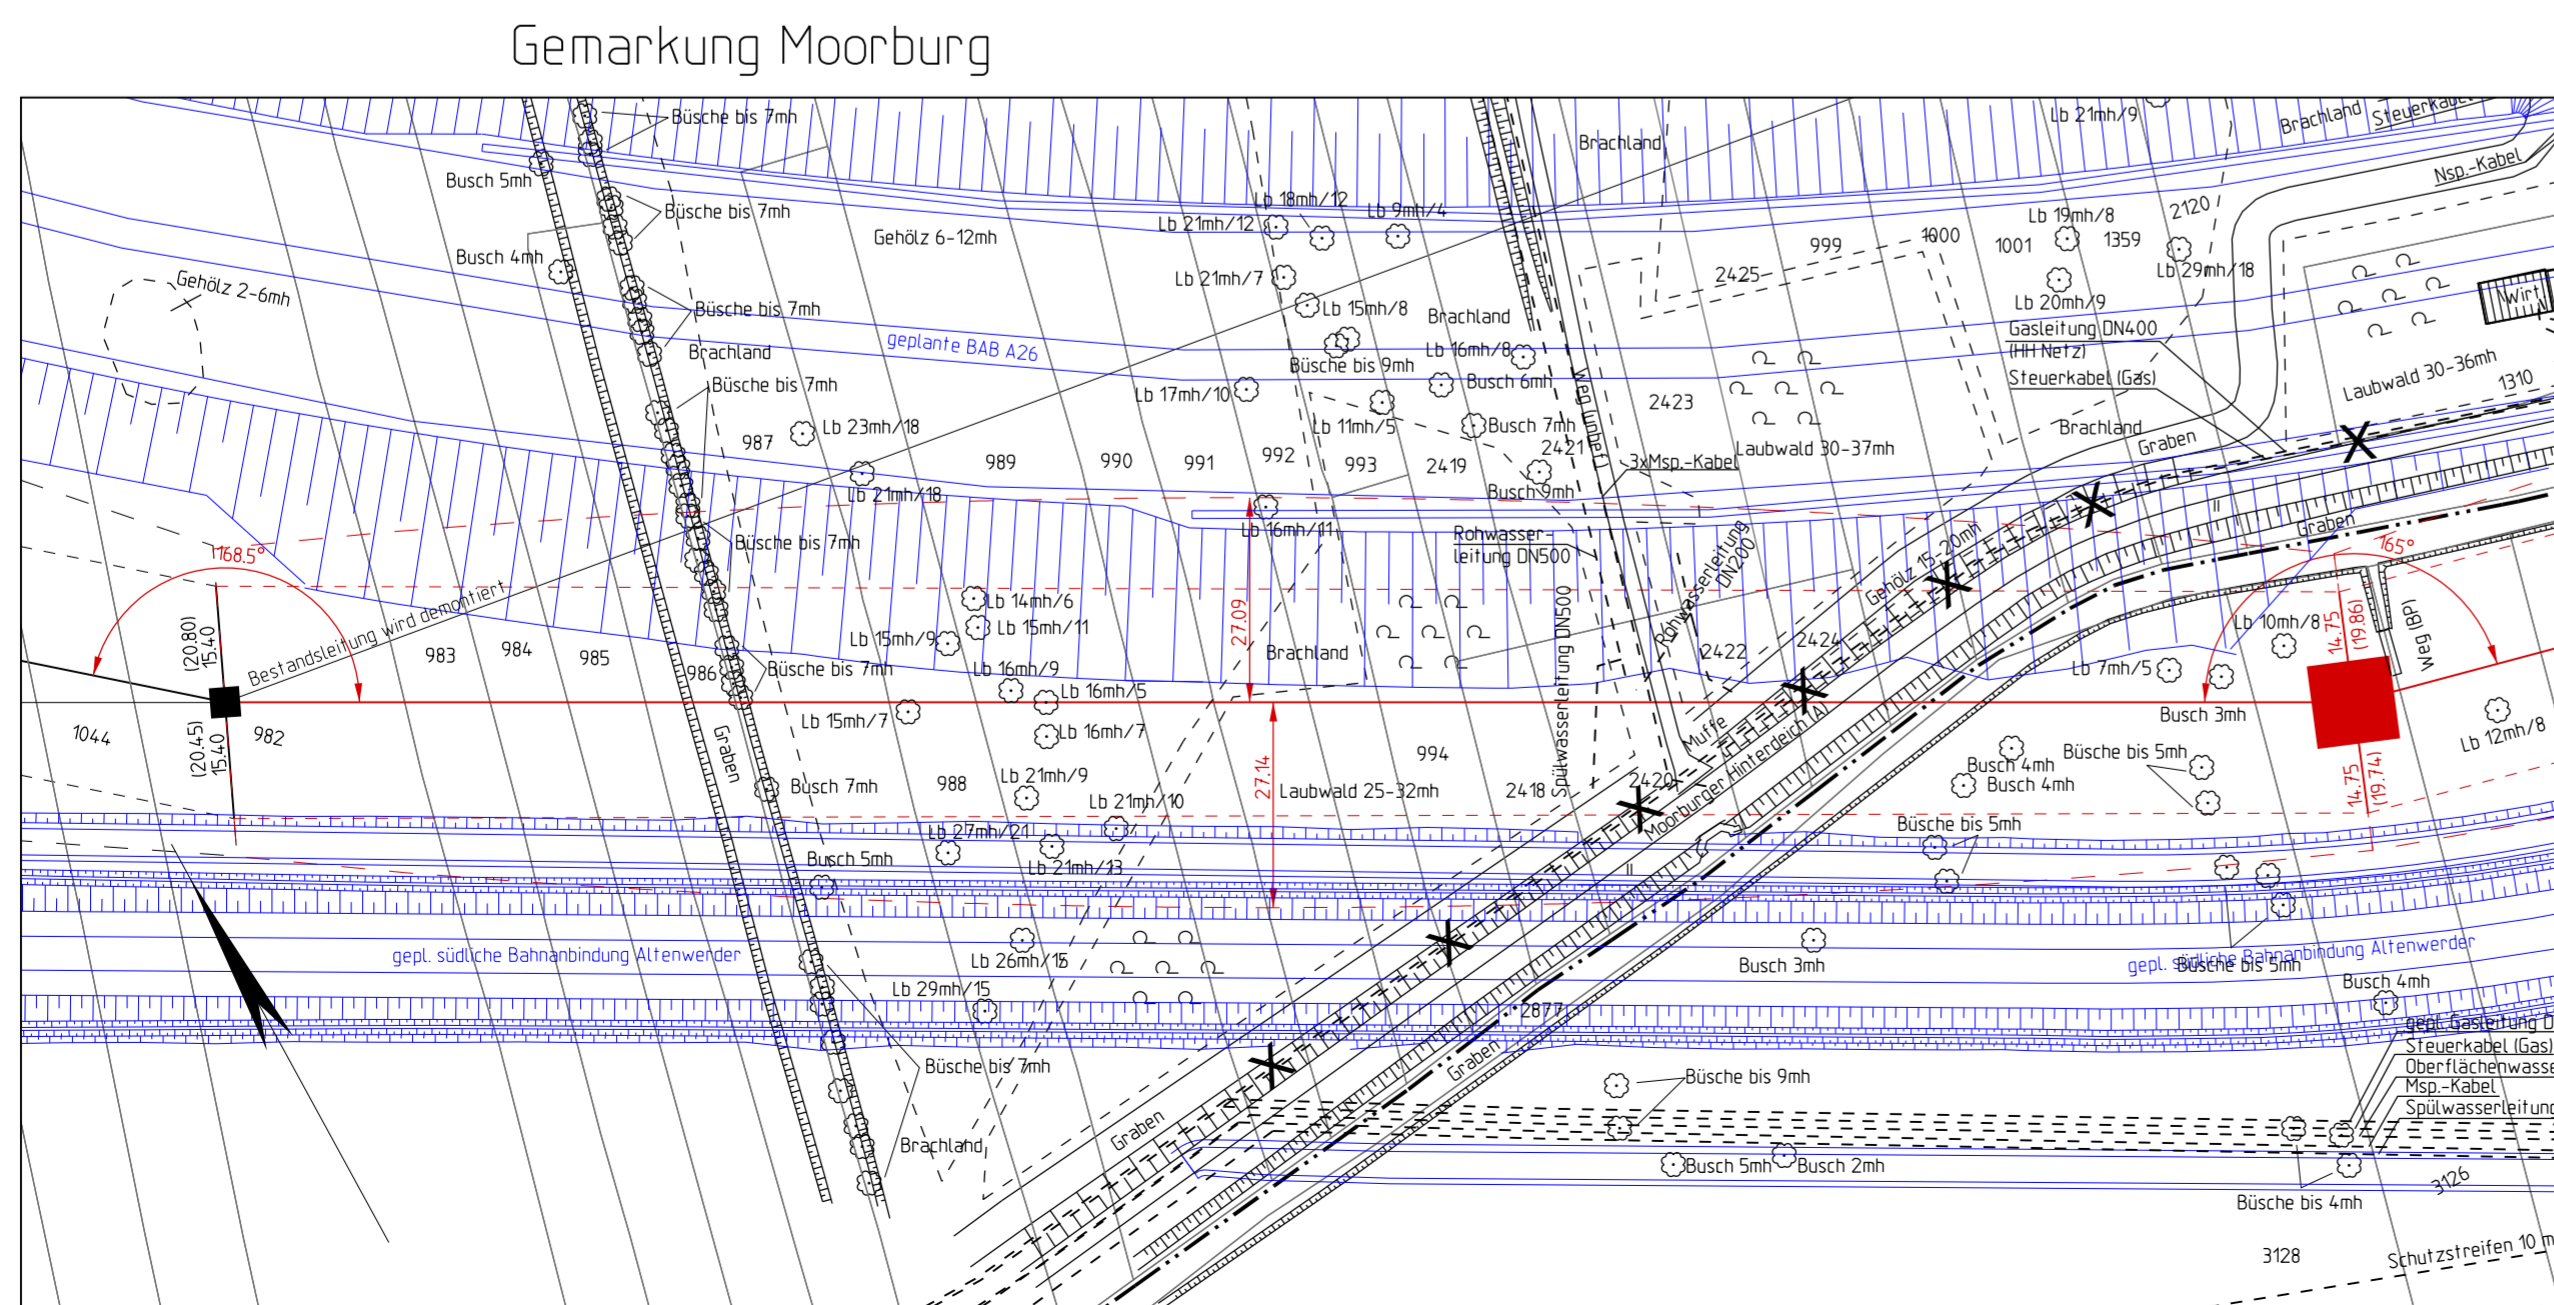 Gemarkung Moorburg
Büsche bis 7mh
Busch 5mh
Büsche bis 7mh
Busch 4mh
Gehölz 2-6mh
Büsche bis 7mh
Brachland
Büsche bis 7mh
Gehölz 6-12mh
geplante BAB A26
Lb 18mh/12
Lb 21mh/12
Lb 9mh/4
Lb 21mh/7
Lb 15mh/8
Brachland
Büsche bis 9mh
Lb 16mh/8
Lb 17mh/10
Busch 6mh
Lb 11mh/5
Busch 7mh
2421
Busch 9mh
Brachland
Weg (unbef.)
Lb 21mh/9
Brachland
Steuerkabel
Nsp.-Kabel
2120
Lb 19mh/8
1359
1001
1000
999
2425
Lb 29mh/18
Lb 20mh/9
Gasleitung DN400
(HH Netz)
Steuerkabel (Gas)
Wirt
Laubwald 30-36mh
1310
Brachland
Graben
2423
Laubwald 30-37mh
3xMsp.-Kabel
987
Lb 23mh/18
Lb 21mh/18
989
990
991
992
993
2419
Lb 16mh/11
Rohwasser-
leitung DN500
Rohwasserleitung
DN200
Gehölz 15-20mh
Graben
168.5°
165°
Büsche bis 7mh
Bestandsleitung wird demontiert
(20.80)
15.40
(20.45)
15.40
983
984
985
986
Büsche bis 7mh
Lb 14mh/6
Lb 15mh/11
Lb 15mh/9
Lb 16mh/9
Lb 16mh/5
Lb 15mh/7
Lb 16mh/7
27.09
27.14
Brachland
Spülwasserleitung DN500
2422
2424
Lb 10mh/8
14.75
(19.86)
Weg (BP)
Lb 7mh/5
Busch 3mh
14.75
(19.74)
Lb 12mh/8
1044
982
Graben
Busch 7mh
988
Lb 21mh/9
Lb 21mh/10
Lb 27mh/21
Lb 21mh/13
Busch 5mh
Laubwald 25-32mh
994
2418
2420
Muffe
Moorburger Hinterdeich (A)
Busch 4mh
Busch 4mh
Büsche bis 5mh
Büsche bis 5mh
gepl. südliche Bahnanbindung Altenwerder
Lb 26mh/15
Lb 29mh/15
Busch 3mh
gepl. südliche Bahnanbindung Altenwerder
Büsche bis 5mh
Busch 4mh
2877
Büsche bis 7mh
Graben
Brachland
Graben
Büsche bis 9mh
Busch 5mh
Busch 2mh
gepl. Gasleitung D
Steuerkabel (Gas)
Oberflächenwasse
Msp.-Kabel
Spülwasserleitung
3126
Büsche bis 4mh
3128
Schutzstreifen 10 m